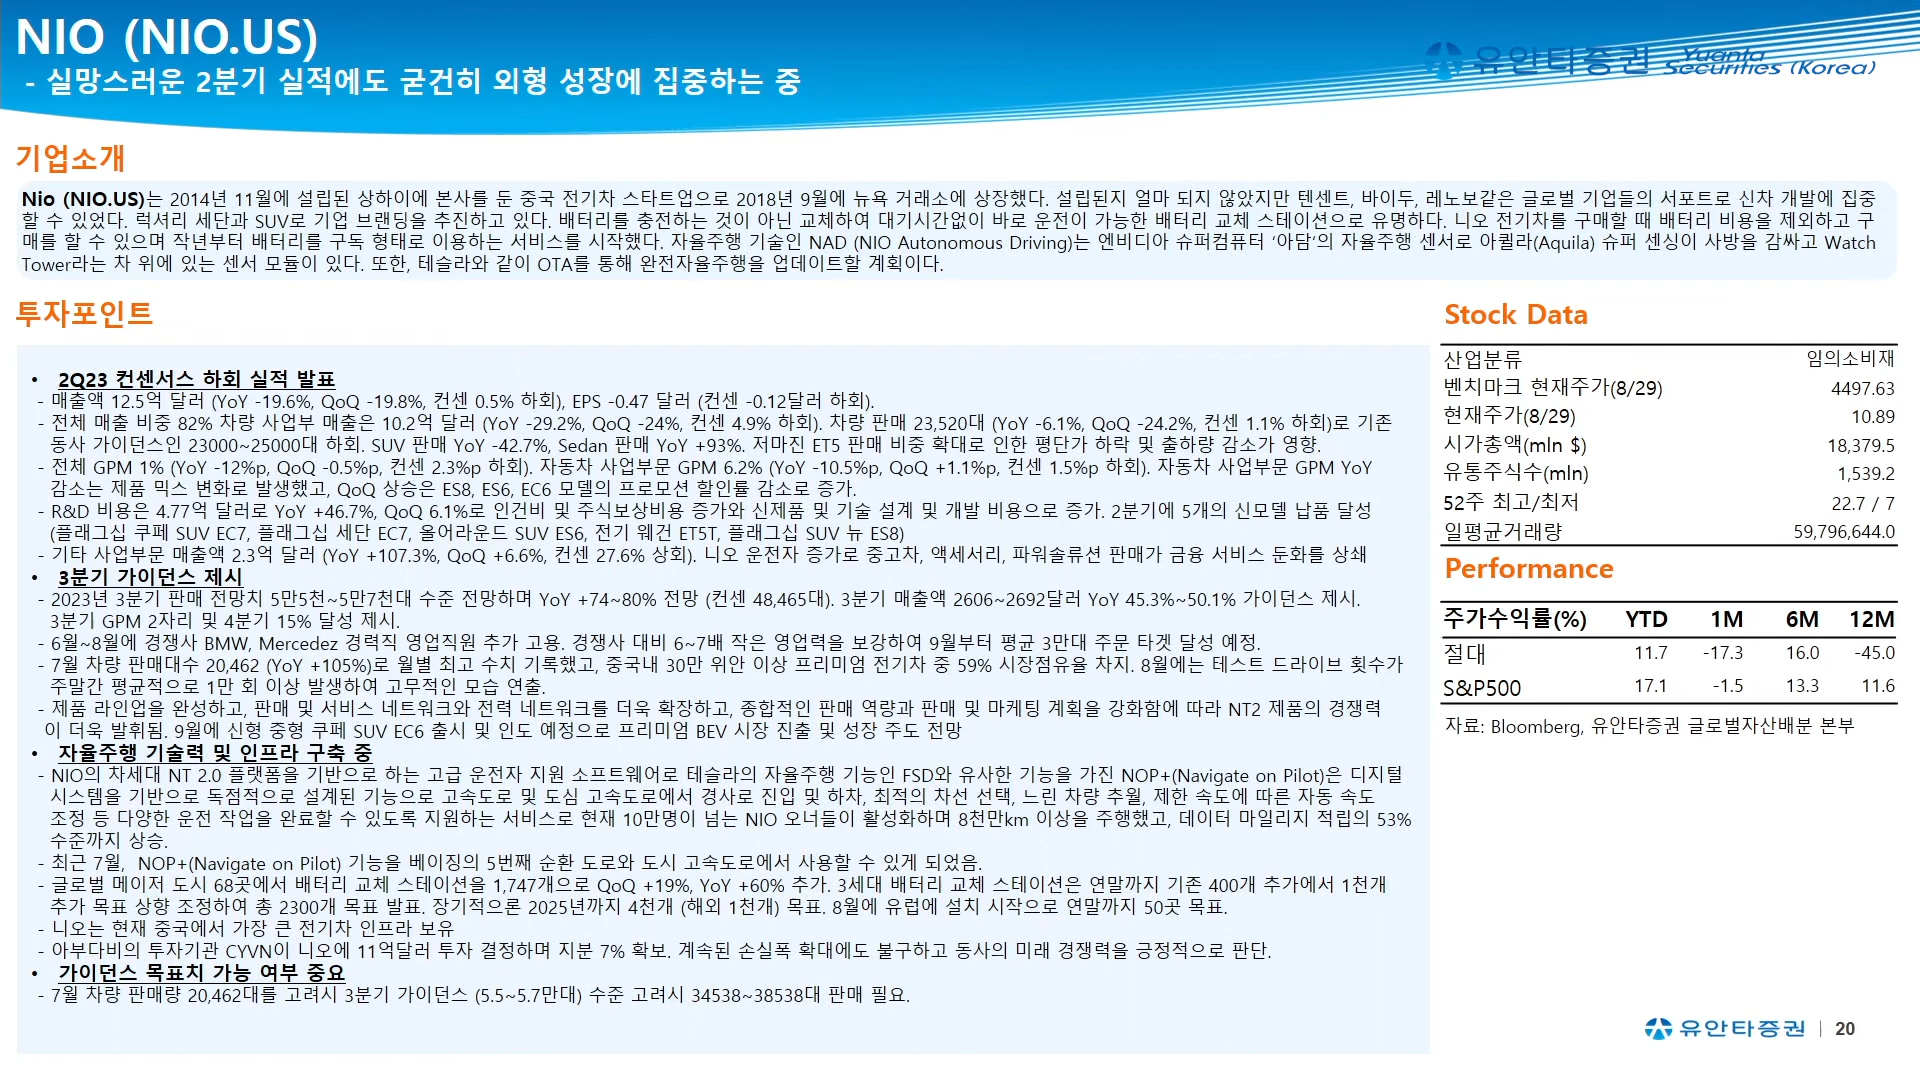 NIO (NIO.US)
- 실망스러운 2분기 실적에도 굳건히 외형 성장에 집중하는 중
유안타증권 Yuanta Securities (Korea)
기업소개
Nio (NIO.US)는 2014년 11월에 설립된 상하이에 본사를 둔 중국 전기차 스타트업으로 2018년 9월에 뉴욕 거래소에 상장했다. 설립된지 얼마 되지 않았지만 텐센트, 바이두, 레노보같은 글로벌 기업들의 서포트로 신차 개발에 집중
할 수 있었다. 럭셔리 세단과 SUV로 기업 브랜딩을 추진하고 있다. 배터리를 충전하는 것이 아닌 교체하여 대기시간없이 바로 운전이 가능한 배터리 교체 스테이션으로 유명하다. 니오 전기차를 구매할 때 배터리 비용을 제외하고 구
매를 할 수 있으며 작년부터 배터리를 구독 형태로 이용하는 서비스를 시작했다. 자율주행 기술인 NAD (NIO Autonomous Driving)는 엔비디아 슈퍼컴퓨터 ‘아담’의 자율주행 센서로 아퀼라(Aquila) 슈퍼 센싱이 사방을 감싸고 Watch
Tower라는 차 위에 있는 센서 모듈이 있다. 또한, 테슬라와 같이 OTA를 통해 완전자율주행을 업데이트할 계획이다.
투자포인트
• 2Q23 컨센서스 하회 실적 발표
- 매출액 12.5억 달러 (YoY -19.6%, QoQ -19.8%, 컨센 0.5% 하회), EPS -0.47 달러 (컨센 -0.12달러 하회).
- 전체 매출 비중 82% 차량 사업부 매출은 10.2억 달러 (YoY -29.2%, QoQ -24%, 컨센 4.9% 하회). 차량 판매 23,520대 (YoY -6.1%, QoQ -24.2%, 컨센 1.1% 하회)로 기존
동사 가이던스인 23000~25000대 하회. SUV 판매 YoY -42.7%, Sedan 판매 YoY +93%. 저마진 ET5 판매 비중 확대로 인한 평단가 하락 및 출하량 감소가 영향.
- 전체 GPM 1% (YoY -12%p, QoQ -0.5%p, 컨센 2.3%p 하회). 자동차 사업부문 GPM 6.2% (YoY -10.5%p, QoQ +1.1%p, 컨센 1.5%p 하회). 자동차 사업부문 GPM YoY
감소는 제품 믹스 변화로 발생했고, QoQ 상승은 ES8, ES6, EC6 모델의 프로모션 할인률 감소로 증가.
- R&D 비용은 4.77억 달러로 YoY +46.7%, QoQ 6.1%로 인건비 및 주식보상비용 증가와 신제품 및 기술 설계 및 개발 비용으로 증가. 2분기에 5개의 신모델 납품 달성
(플래그십 쿠페 SUV EC7, 플래그십 세단 EC7, 올어라운드 SUV ES6, 전기 웨건 ET5T, 플래그십 SUV 뉴 ES8)
- 기타 사업부문 매출액 2.3억 달러 (YoY +107.3%, QoQ +6.6%, 컨센 27.6% 상회). 니오 운전자 증가로 중고차, 액세서리, 파워솔류션 판매가 금융 서비스 둔화를 상쇄
• 3분기 가이던스 제시
- 2023년 3분기 판매 전망치 5만5천~5만7천대 수준 전망하며 YoY +74~80% 전망 (컨센 48,465대). 3분기 매출액 2606~2692달러 YoY 45.3%~50.1% 가이던스 제시.
3분기 GPM 2자리 및 4분기 15% 달성 제시.
- 6월~8월에 경쟁사 BMW, Mercedez 경력직 영업직원 추가 고용. 경쟁사 대비 6~7배 작은 영업력을 보강하여 9월부터 평균 3만대 주문 타겟 달성 예정.
- 7월 차량 판매대수 20,462 (YoY +105%)로 월별 최고 수치 기록했고, 중국내 30만 위안 이상 프리미엄 전기차 중 59% 시장점유율 차지. 8월에는 테스트 드라이브 횟수가
주말간 평균적으로 1만 회 이상 발생하여 고무적인 모습 연출.
- 제품 라인업을 완성하고, 판매 및 서비스 네트워크와 전력 네트워크를 더욱 확장하고, 종합적인 판매 역량과 판매 및 마케팅 계획을 강화함에 따라 NT2 제품의 경쟁력
이 더욱 발휘됨. 9월에 신형 중형 쿠페 SUV EC6 출시 및 인도 예정으로 프리미엄 BEV 시장 진출 및 성장 주도 전망
• 자율주행 기술력 및 인프라 구축 중
- NIO의 차세대 NT 2.0 플랫폼을 기반으로 하는 고급 운전자 지원 소프트웨어로 테슬라의 자율주행 기능인 FSD와 유사한 기능을 가진 NOP+(Navigate on Pilot)은 디지털
시스템을 기반으로 독점적으로 설계된 기능으로 고속도로 및 도심 고속도로에서 경사로 진입 및 하차, 최적의 차선 선택, 느린 차량 추월, 제한 속도에 따른 자동 속도
조정 등 다양한 운전 작업을 완료할 수 있도록 지원하는 서비스로 현재 10만명이 넘는 NIO 오너들이 활성화하며 8천만km 이상을 주행했고, 데이터 마일리지 적립의 53%
수준까지 상승.
- 최근 7월, NOP+(Navigate on Pilot) 기능을 베이징의 5번째 순환 도로와 도시 고속도로에서 사용할 수 있게 되었음.
- 글로벌 메이저 도시 68곳에서 배터리 교체 스테이션을 1,747개으로 QoQ +19%, YoY +60% 추가. 3세대 배터리 교체 스테이션은 연말까지 기존 400개 추가에서 1천개
추가 목표 상향 조정하여 총 2300개 목표 발표. 장기적으론 2025년까지 4천개 (해외 1천개) 목표. 8월에 유럽에 설치 시작으로 연말까지 50곳 목표.
- 니오는 현재 중국에서 가장 큰 전기차 인프라 보유
- 아부다비의 투자기관 CYVN이 니오에 11억달러 투자 결정하며 지분 7% 확보. 계속된 손실폭 확대에도 불구하고 동사의 미래 경쟁력을 긍정적으로 판단.
• 가이던스 목표치 가능 여부 중요
- 7월 차량 판매량 20,462대를 고려시 3분기 가이던스 (5.5~5.7만대) 수준 고려시 34538~38538대 판매 필요.
Stock Data
산업분류 임의소비재
벤치마크 현재주가(8/29) 4497.63
현재주가(8/29) 10.89
시가총액(mln $) 18,379.5
유통주식수(mln) 1,539.2
52주 최고/최저 22.7 / 7
일평균거래량 59,796,644.0
Performance
주가수익률(%) YTD 1M 6M 12M
절대 11.7 -17.3 16.0 -45.0
S&P500 17.1 -1.5 13.3 11.6
자료: Bloomberg, 유안타증권 글로벌자산배분 본부
유안타증권 | 20